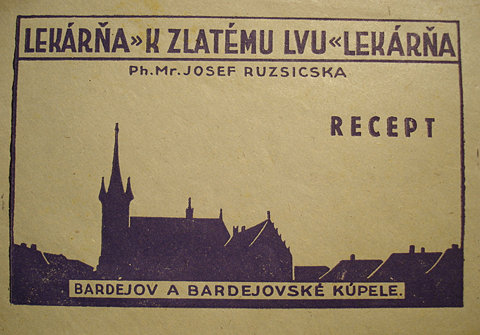 LEKÁRŇA» K ZLATÉMU LVU «LEKÁRŇA
Ph.Mr. JOSEF RUZSICSKA
RECEPT
BARDEJOV A BARDEJOVSKÉ KÚPELE.